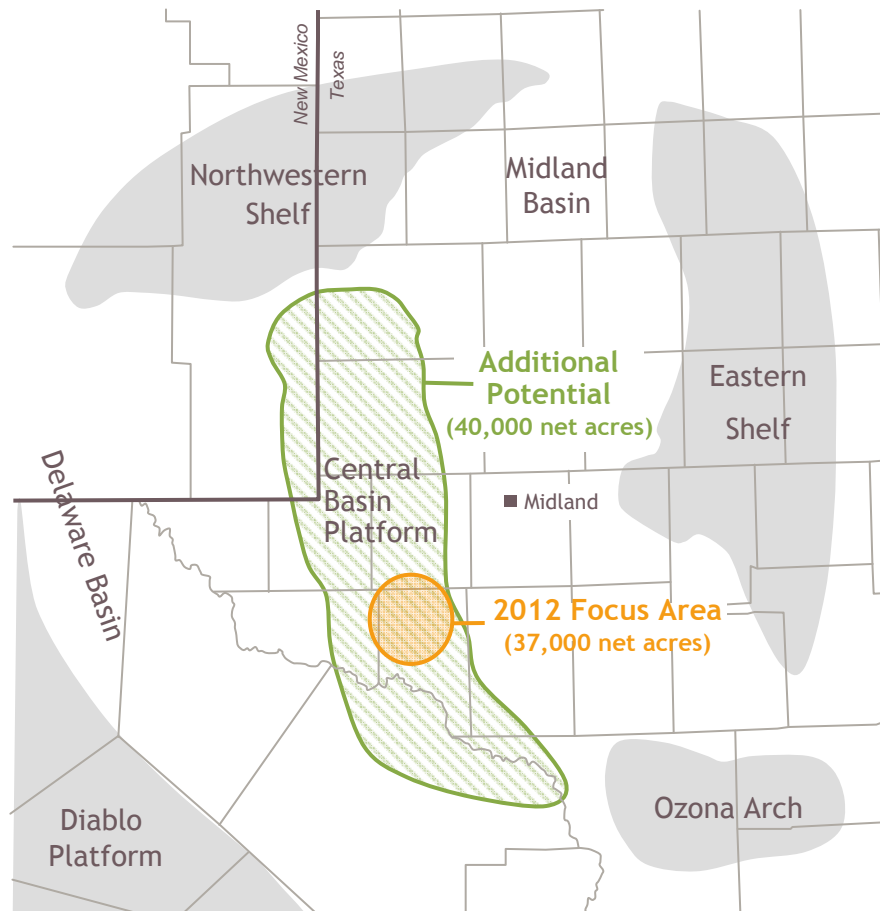 New Mexico
Texas
Northwestern
Shelf
Midland
Basin
Additional
Potential
(40,000 net acres)
Eastern
Shelf
Central
Basin
Platform
Midland
Delaware Basin
2012 Focus Area
(37,000 net acres)
Ozona Arch
Diablo
Platform